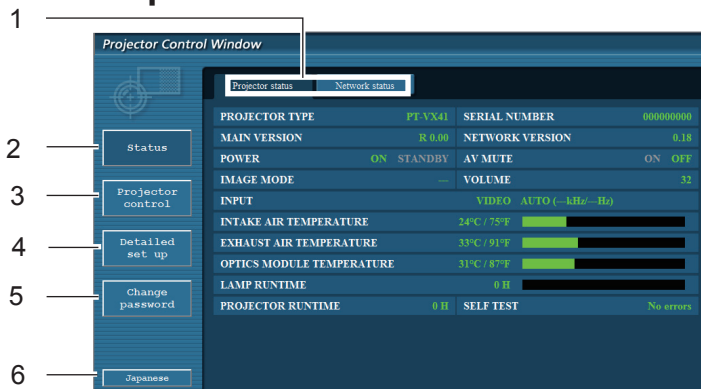 1
Projector Control Window
Projector status Network status
PROJECTOR TYPE PT-VX41 SERIAL NUMBER 000000000
2 Status MAIN VERSION R 0.00 NETWORK VERSION 0.18
POWER ON STANDBY AV MUTE ON OFF
IMAGE MODE --- VOLUME 32
3 Projector control
INPUT VIDEO AUTO (---kHz/---Hz)
INTAKE AIR TEMPERATURE 24°C / 75°F
4 Detailed set up
EXHAUST AIR TEMPERATURE 33°C / 91°F
OPTICS MODULE TEMPERATURE 31°C / 87°F
5 Change password
LAMP RUNTIME 0 H
PROJECTOR RUNTIME 0 H SELF TEST No errors
6 Japanese